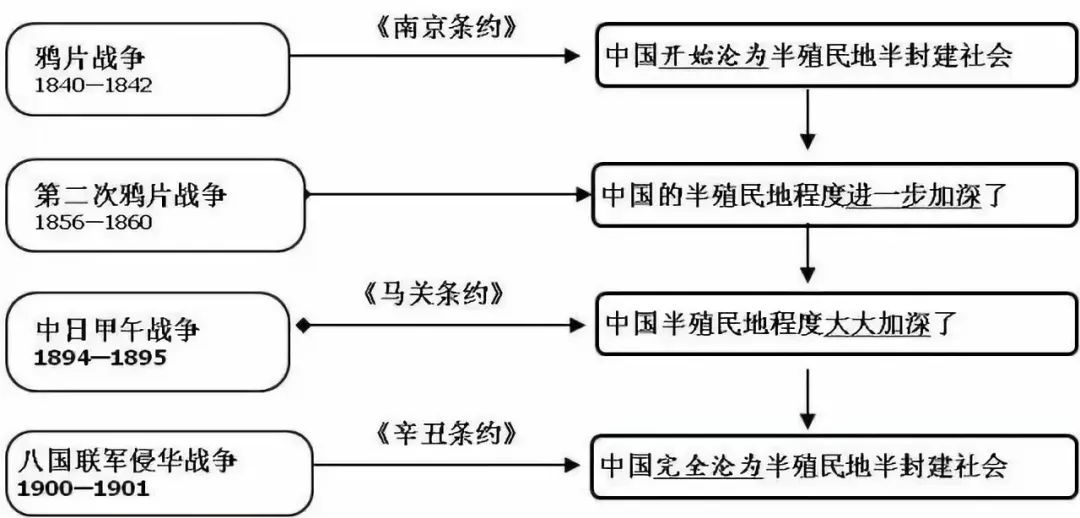 《南京条约》
鸦片战争
1840—1842
中国开始沦为半殖民地半封建社会
第二次鸦片战争
1856—1860
中国的半殖民地程度进一步加深了
《马关条约》
中日甲午战争
1894—1895
中国半殖民地程度大大加深了
《辛丑条约》
八国联军侵华战争
1900—1901
中国完全沦为半殖民地半封建社会